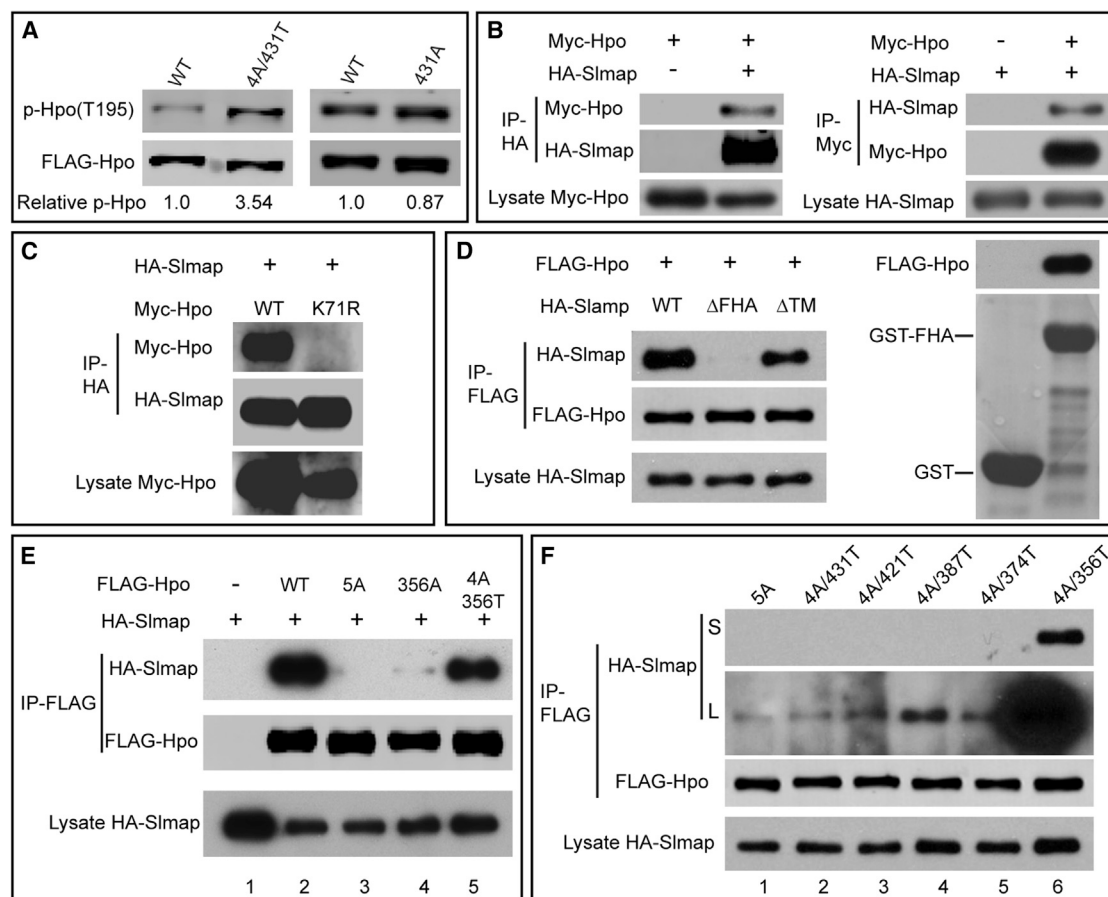 A
WT
4A/431T
WT
431A
p-Hpo(T195)
FLAG-Hpo
Relative p-Hpo 1.0 3.54 1.0 0.87
B
Myc-Hpo + +
HA-Slmap - +
IP-HA
Myc-Hpo
HA-Slmap
Lysate Myc-Hpo
Myc-Hpo - +
HA-Slmap + +
IP-Myc
HA-Slmap
Myc-Hpo
Lysate HA-Slmap
C
HA-Slmap + +
Myc-Hpo WT K71R
IP-HA
Myc-Hpo
HA-Slmap
Lysate Myc-Hpo
D
FLAG-Hpo + + +
HA-Slamp WT ΔFHA ΔTM
IP-FLAG
HA-Slmap
FLAG-Hpo
Lysate HA-Slmap
FLAG-Hpo
GST-FHA
GST
E
FLAG-Hpo - WT 5A 356A 4A 356T
HA-Slmap + + + + +
IP-FLAG
HA-Slmap
FLAG-Hpo
Lysate HA-Slmap
1 2 3 4 5
F
5A
4A/431T
4A/421T
4A/387T
4A/374T
4A/356T
IP-FLAG
HA-Slmap
S
L
FLAG-Hpo
Lysate HA-Slmap
1 2 3 4 5 6